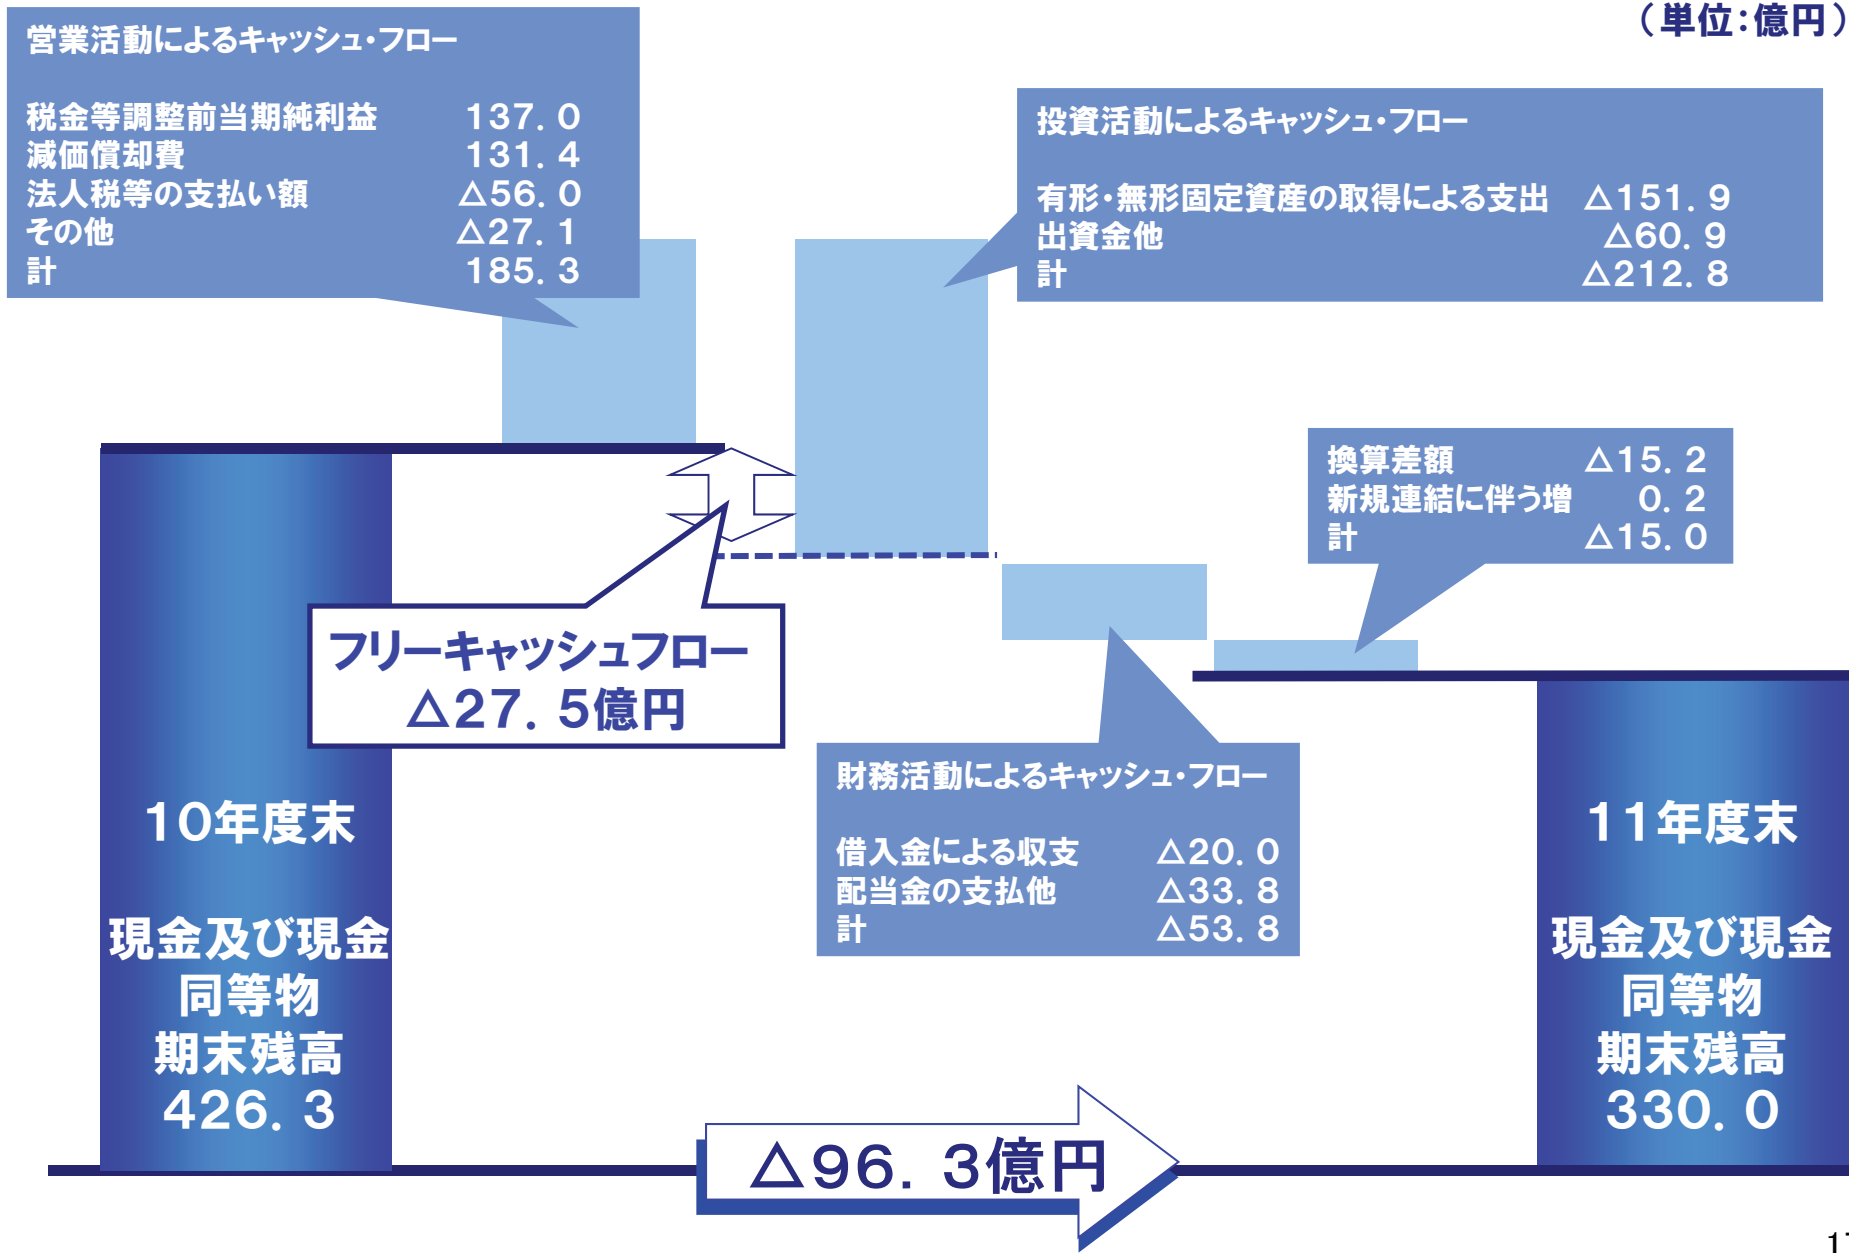 （単位：億円）
営業活動によるキャッシュ・フロー
税金等調整前当期純利益 137．0
減価償却費 131．4
法人税等の支払い額 △56．0
その他 △27．1
計 185．3
投資活動によるキャッシュ・フロー
有形・無形固定資産の取得による支出 △151．9
出資金他 △60．9
計 △212．8
換算差額 △15．2
新規連結に伴う増 0．2
計 △15．0
フリーキャッシュフロー
△27．5億円
財務活動によるキャッシュ・フロー
借入金による収支 △20．0
配当金の支払他 △33．8
計 △53．8
10年度末
現金及び現金
同等物
期末残高
426．3
11年度末
現金及び現金
同等物
期末残高
330．0
△96．3億円